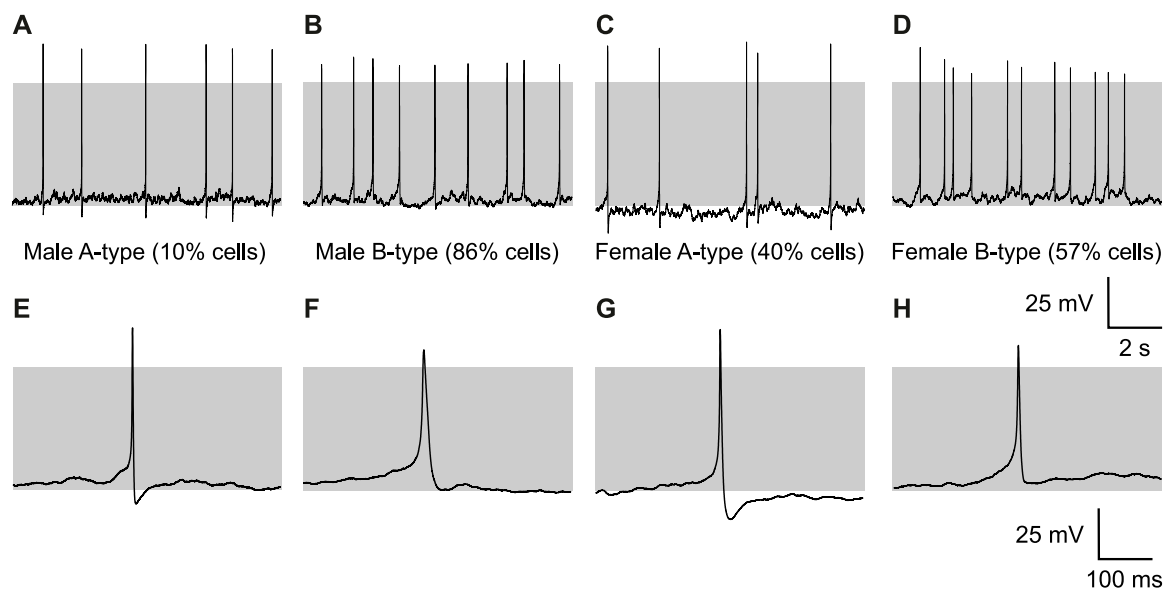 A
B
C
D
Male A-type (10% cells)
Male B-type (86% cells)
Female A-type (40% cells)
Female B-type (57% cells)
25 mV
2 s
E
F
G
H
25 mV
100 ms